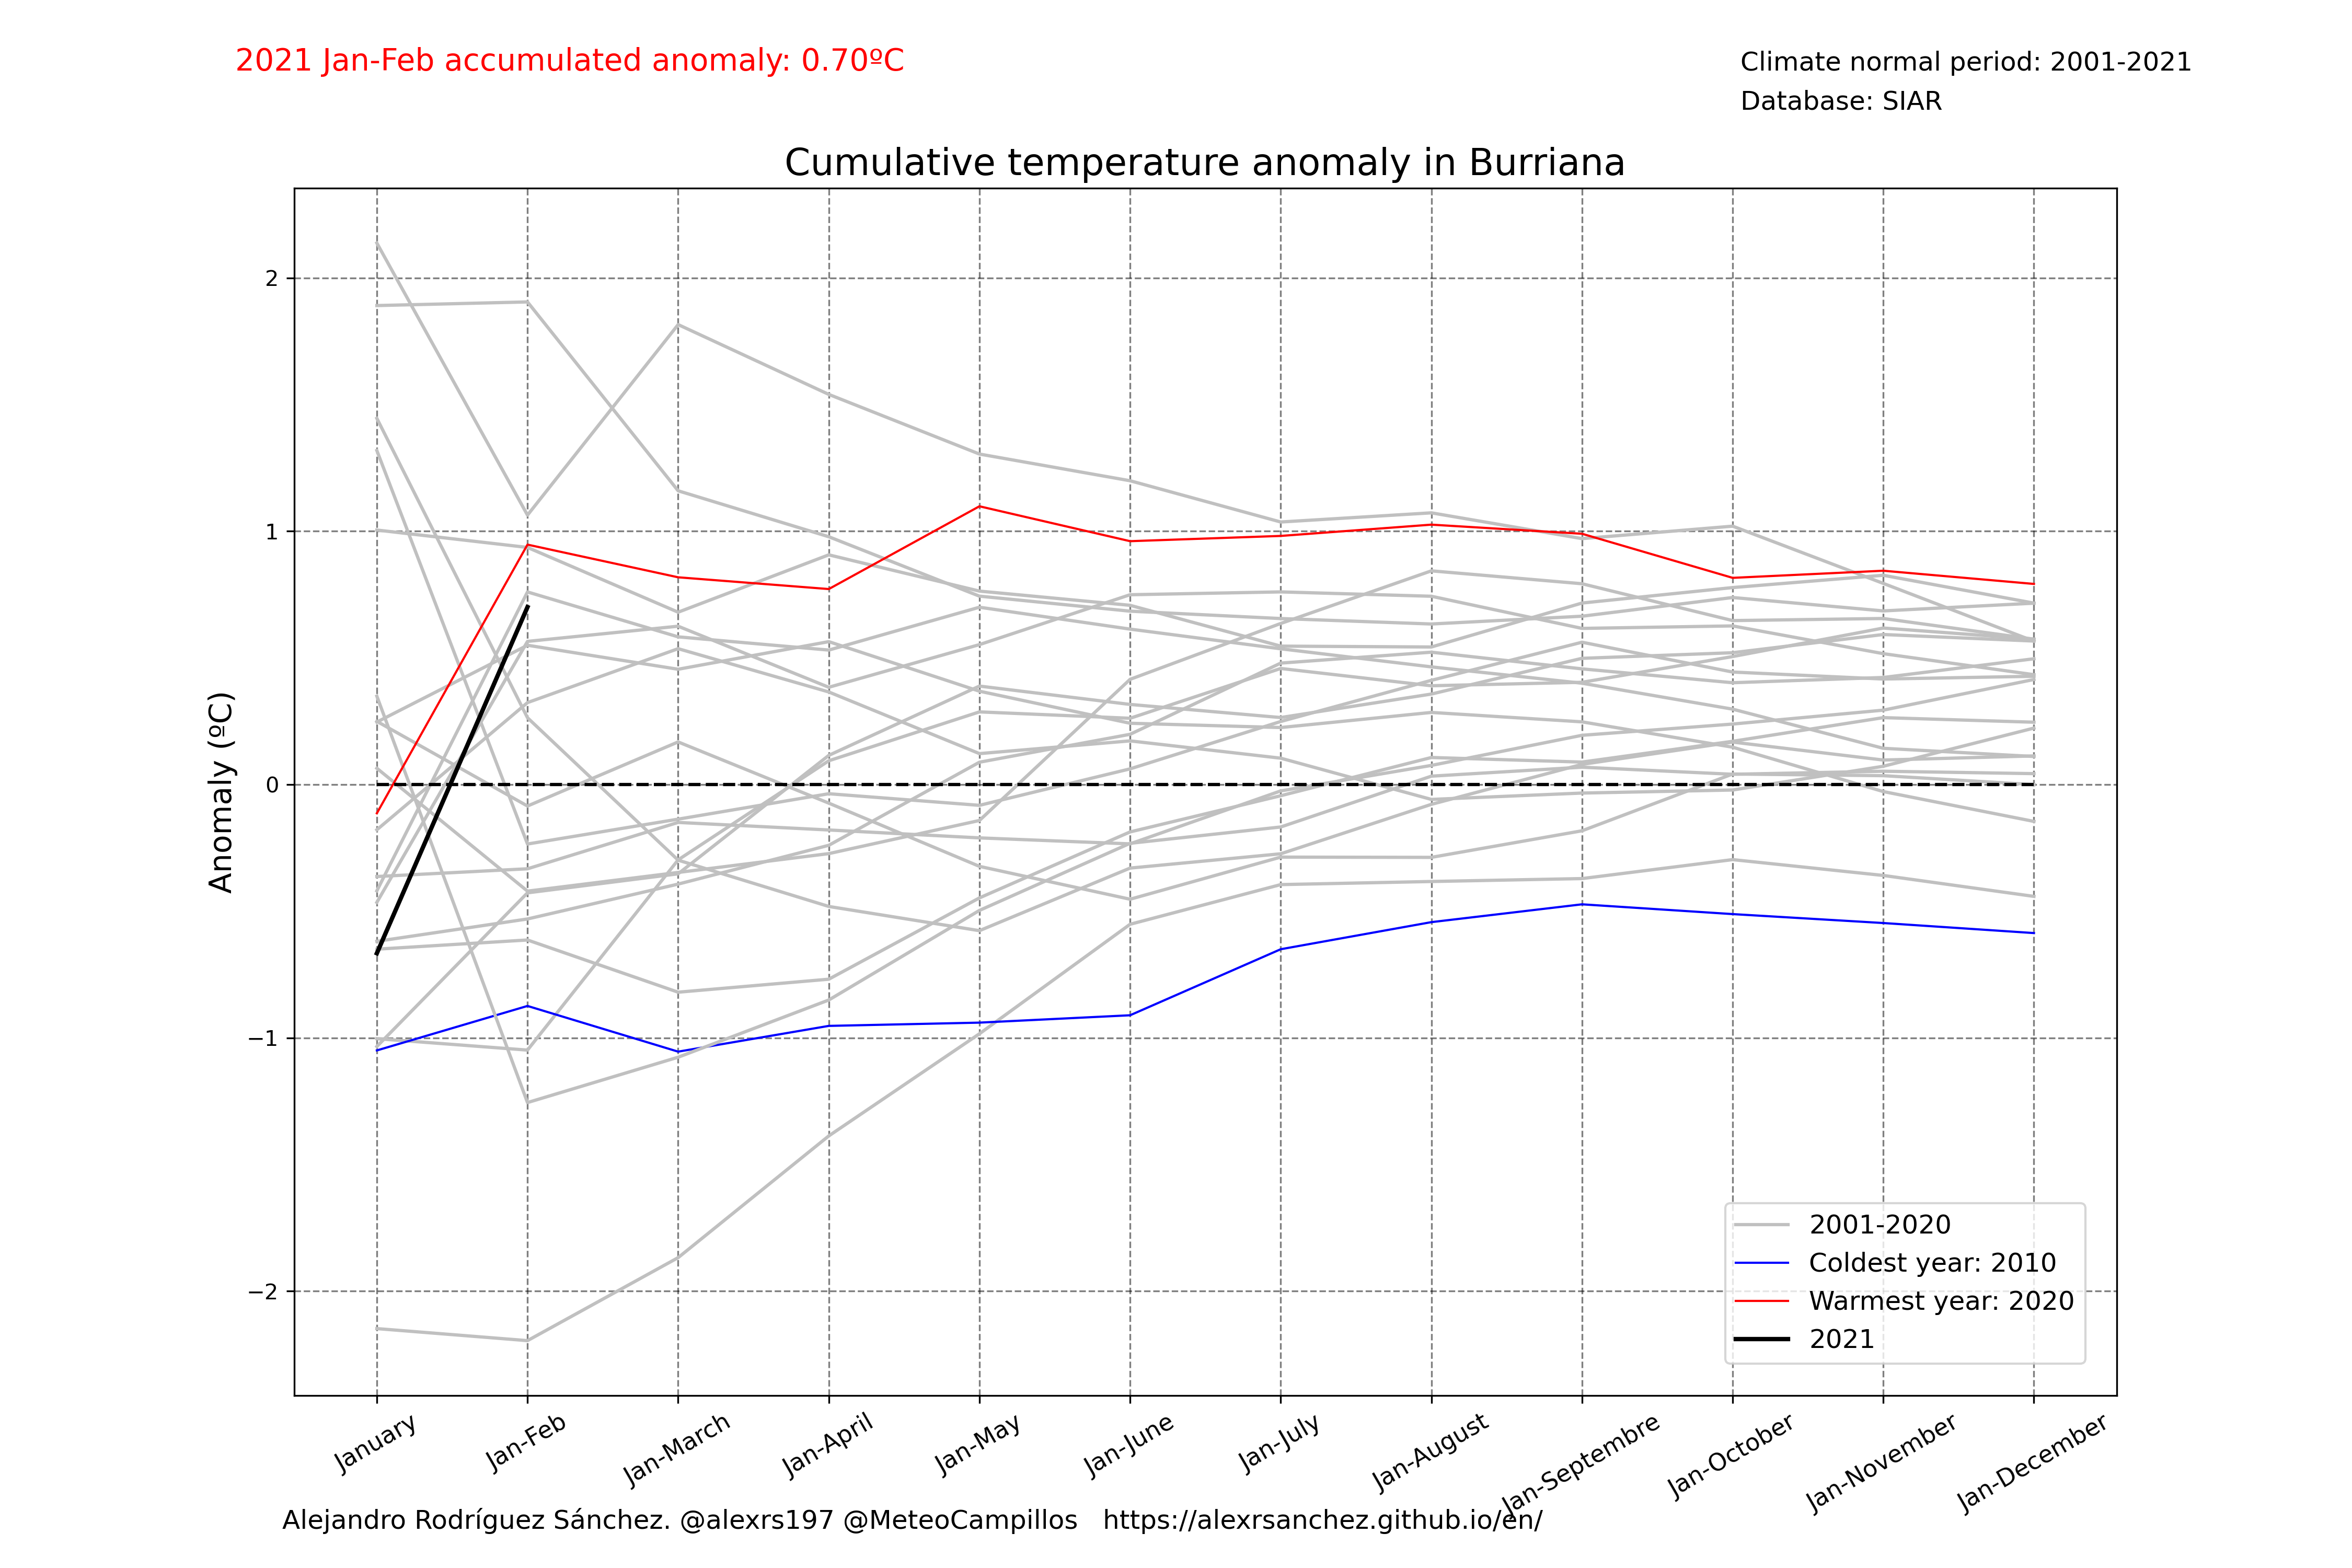 2021 Jan-Feb accumulated anomaly: 0.70ºC
Climate normal period: 2001-2021
Database: SIAR
Cumulative temperature anomaly in Burriana
Anomaly (ºC)
2
1
0
−1
−2
2001-2020
Coldest year: 2010
Warmest year: 2020
2021
January
Jan-Feb
Jan-March
Jan-April
Jan-May
Jan-June
Jan-July
Jan-August
Jan-Septembre
Jan-October
Jan-November
Jan-December
Alejandro Rodríguez Sánchez. @alexrs197 @MeteoCampillos https://alexrsanchez.github.io/en/